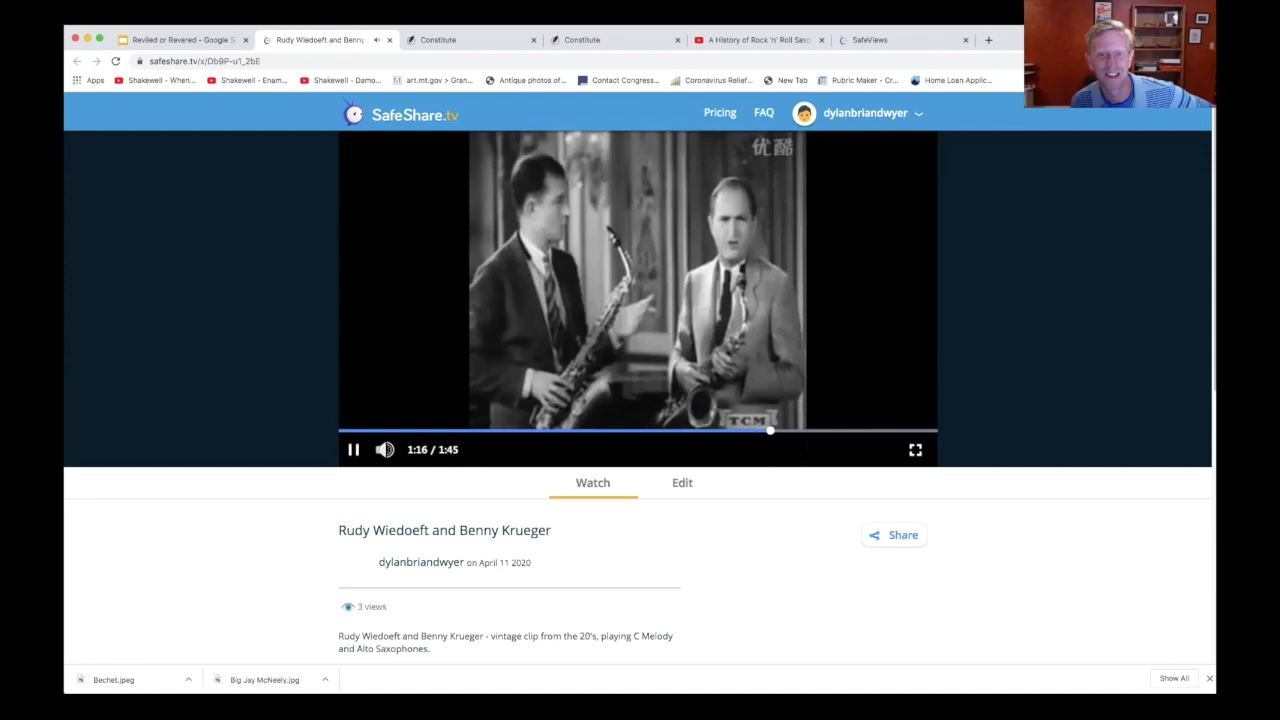 Reviled or Revered - Google S
Rudy Wiedoeft and Benny
Constitute
Constitute
A History of Rock 'n' Roll Saxo
SafeViews
safeshare.tv/x/Db9P-u1_2bE
Apps
Shakewell - When...
Shakewell - Enam...
Shakewell - Damo...
art.mt.gov > Gran...
Antique photos of...
Contact Congress...
Coronavirus Relief...
New Tab
Rubric Maker - Cr...
Home Loan Applic...
SafeShare.tv
Pricing
FAQ
dylanbriandwyer
优酷
TCM
1:16 / 1:45
Watch
Edit
Rudy Wiedoeft and Benny Krueger
Share
dylanbriandwyer on April 11 2020
3 views
Rudy Wiedoeft and Benny Krueger - vintage clip from the 20's, playing C Melody
and Alto Saxophones.
Bechet.jpeg
Big Jay McNeely.jpg
Show All